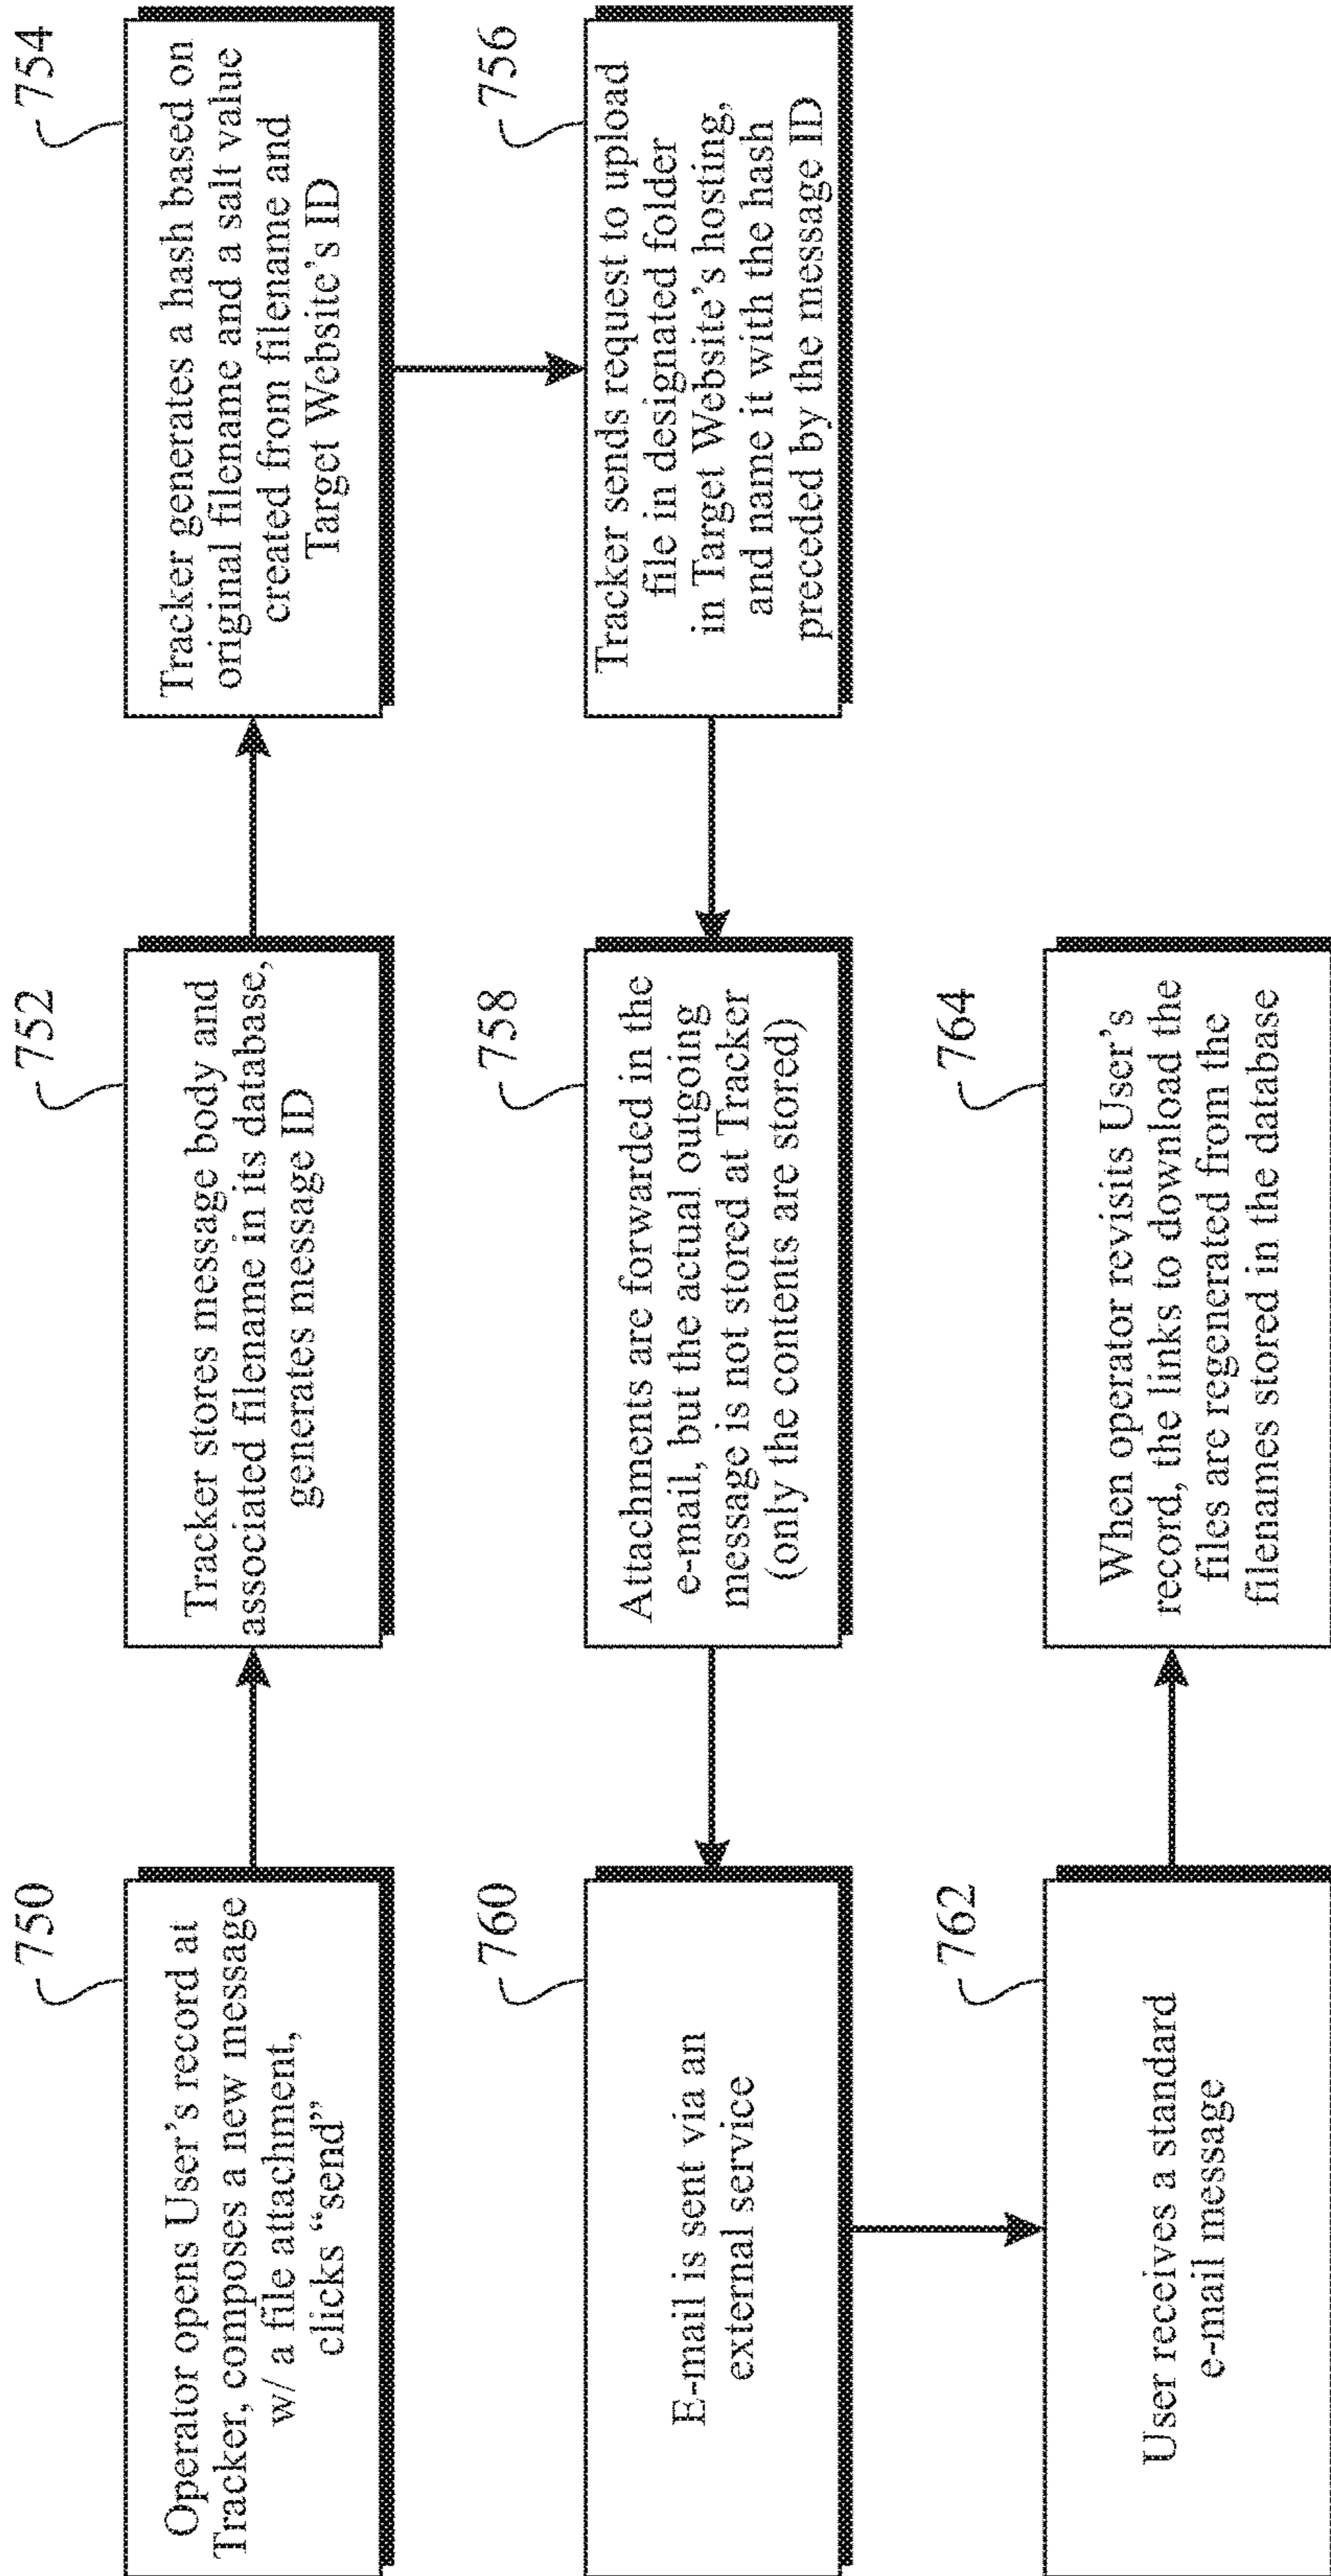 750
Operator opens User's record at
Tracker, composes a new message
w/ a file attachment,
clicks “send”
752
Tracker stores message body and
associated filename in its database,
generates message ID
754
Tracker generates a hash based on
original filename and a salt value
created from filename and
Target Website's ID
756
Tracker sends request to upload
file in designated folder
in Target Website's hosting,
and name it with the hash
preceded by the message ID
758
Attachments are forwarded in the
e-mail, but the actual outgoing
message is not stored at Tracker
(only the contents are stored)
760
E-mail is sent via an
external service
762
User receives a standard
e-mail message
764
When operator revisits User's
record, the links to download the
files are regenerated from the
filenames stored in the database